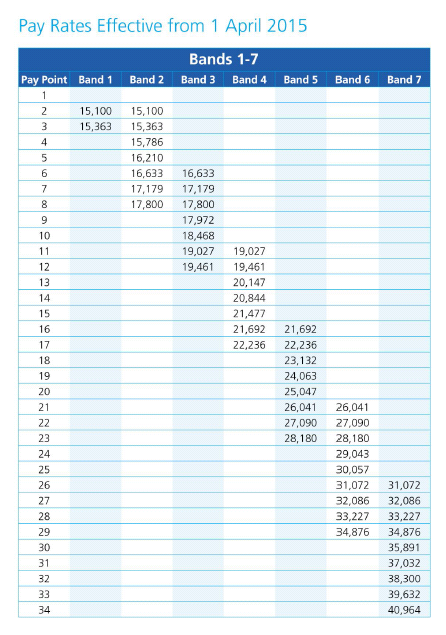 Pay Rates Effective from 1 April 2015
Bands 1-7
Pay Point Band 1 Band 2 Band 3 Band 4 Band 5 Band 6 Band 7
1
2 15,100 15,100
3 15,363 15,363
4 15,786
5 16,210
6 16,633 16,633
7 17,179 17,179
8 17,800 17,800
9 17,972
10 18,468
11 19,027 19,027
12 19,461 19,461
13 20,147
14 20,844
15 21,477
16 21,692 21,692
17 22,236 22,236
18 23,132
19 24,063
20 25,047
21 26,041 26,041
22 27,090 27,090
23 28,180 28,180
24 29,043
25 30,057
26 31,072 31,072
27 32,086 32,086
28 33,227 33,227
29 34,876 34,876
30 35,891
31 37,032
32 38,300
33 39,632
34 40,964